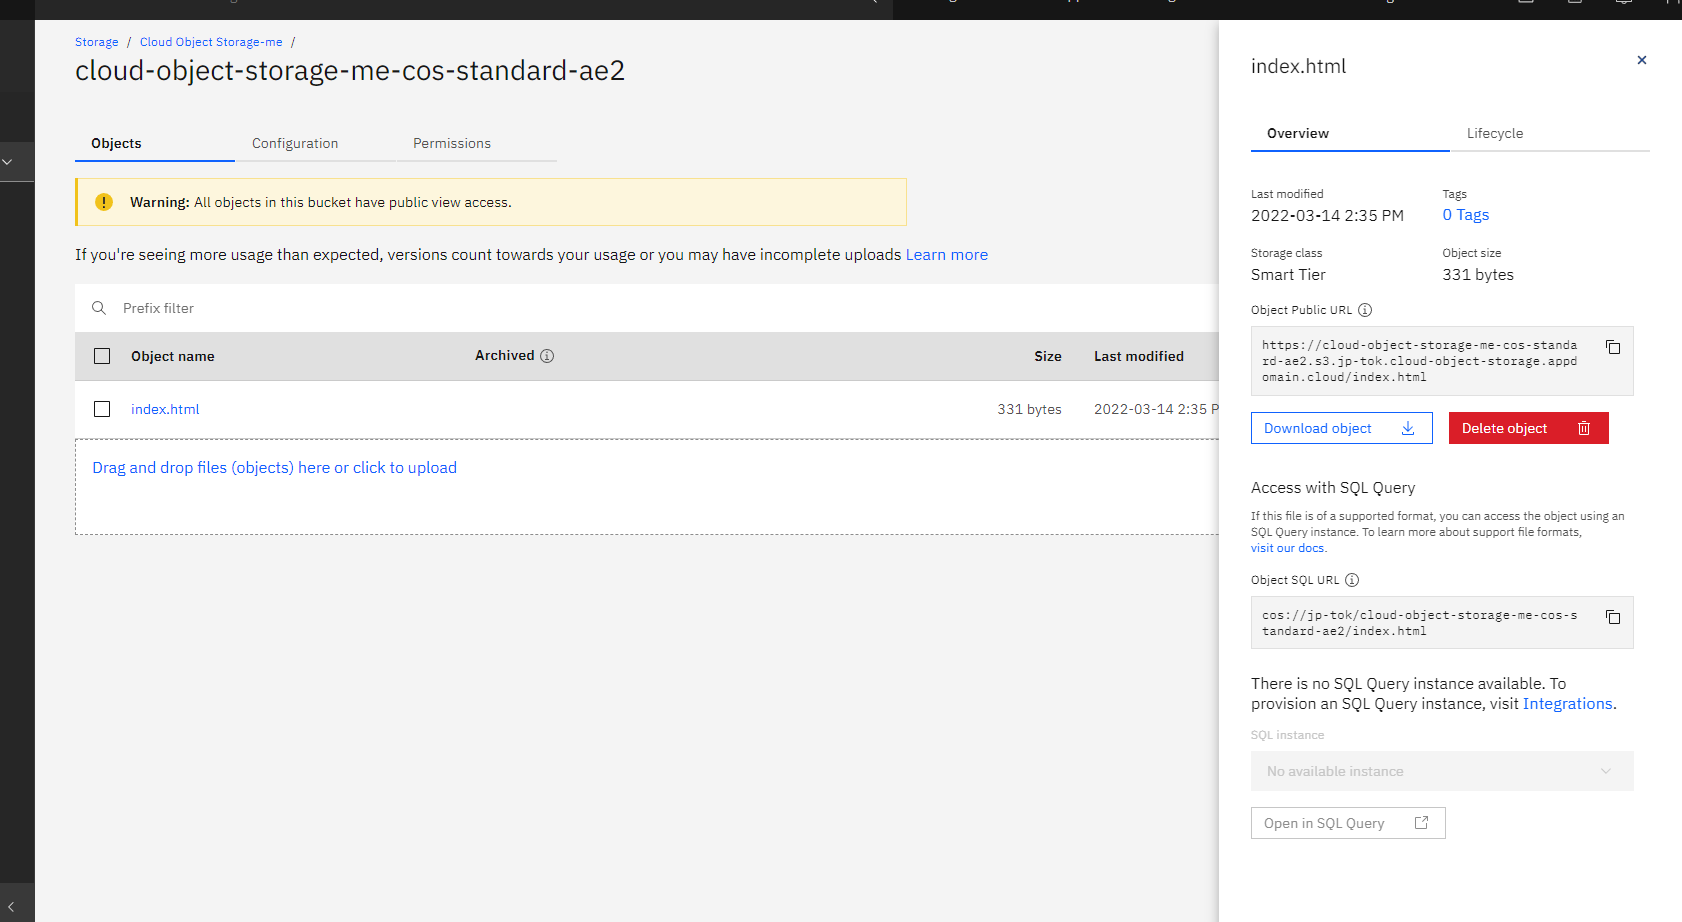 Storage / Cloud Object Storage-me /
cloud-object-storage-me-cos-standard-ae2
Objects Configuration Permissions
Warning: All objects in this bucket have public view access.
If you're seeing more usage than expected, versions count towards your usage or you may have incomplete uploads Learn more
Prefix filter
Object name Archived Size Last modified
index.html 331 bytes 2022-03-14 2:35 P
Drag and drop files (objects) here or click to upload
index.html
Overview Lifecycle
Last modified Tags
2022-03-14 2:35 PM 0 Tags
Storage class Object size
Smart Tier 331 bytes
Object Public URL
https://cloud-object-storage-me-cos-standa
rd-ae2.s3.jp-tok.cloud-object-storage.appd
omain.cloud/index.html
Download object Delete object
Access with SQL Query
If this file is of a supported format, you can access the object using an
SQL Query instance. To learn more about support file formats,
visit our docs.
Object SQL URL
cos://jp-tok/cloud-object-storage-me-cos-s
tandard-ae2/index.html
There is no SQL Query instance available. To
provision an SQL Query instance, visit Integrations.
SQL instance
No available instance
Open in SQL Query